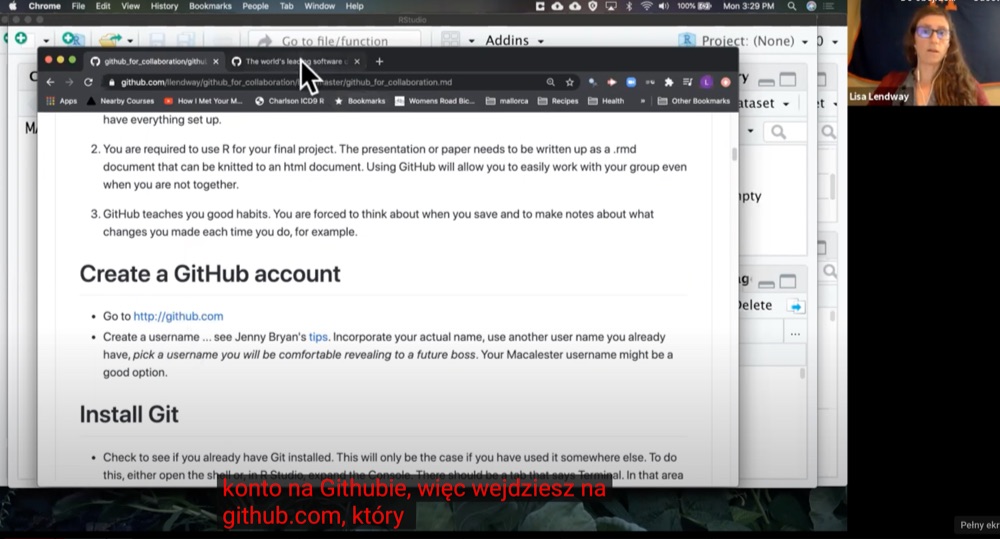 Chrome File Edit View History Bookmarks People Tab Window Help
100% Mon 3:29 PM
RStudio
Go to file/function
Addins
Project: (None)
github_for_collaboration/githu
The world's leading software
github.com/llendway/github_for_collaboration/
aster/github_for_collaboration.md
Apps Nearby Courses How I Met Your M... Charlson ICD9 R Bookmarks Womens Road Bic... mallorca Recipes Health » Other Bookmarks
Lisa Lendway
ataset
have everything set up.
2. You are required to use R for your final project. The presentation or paper needs to be written up as a .rmd
document that can be knitted to an html document. Using GitHub will allow you to easily work with your group even
when you are not together.
pty
3. GitHub teaches you good habits. You are forced to think about when you save and to make notes about what
changes you made each time you do, for example.
Create a GitHub account
elete
• Go to http://github.com
• Create a username ... see Jenny Bryan's tips. Incorporate your actual name, use another user name you already
have, pick a username you will be comfortable revealing to a future boss. Your Macalester username might be a
good option.
Install Git
• Check to see if you already have Git installed. This will only be the case if you have used it somewhere else. To do
this, either open the shell or, in R Studio, expand the Console. There should be a tab that says Terminal. In that area
konto na Githubie, więc wejdziesz na
github.com, który
Pełny ekr